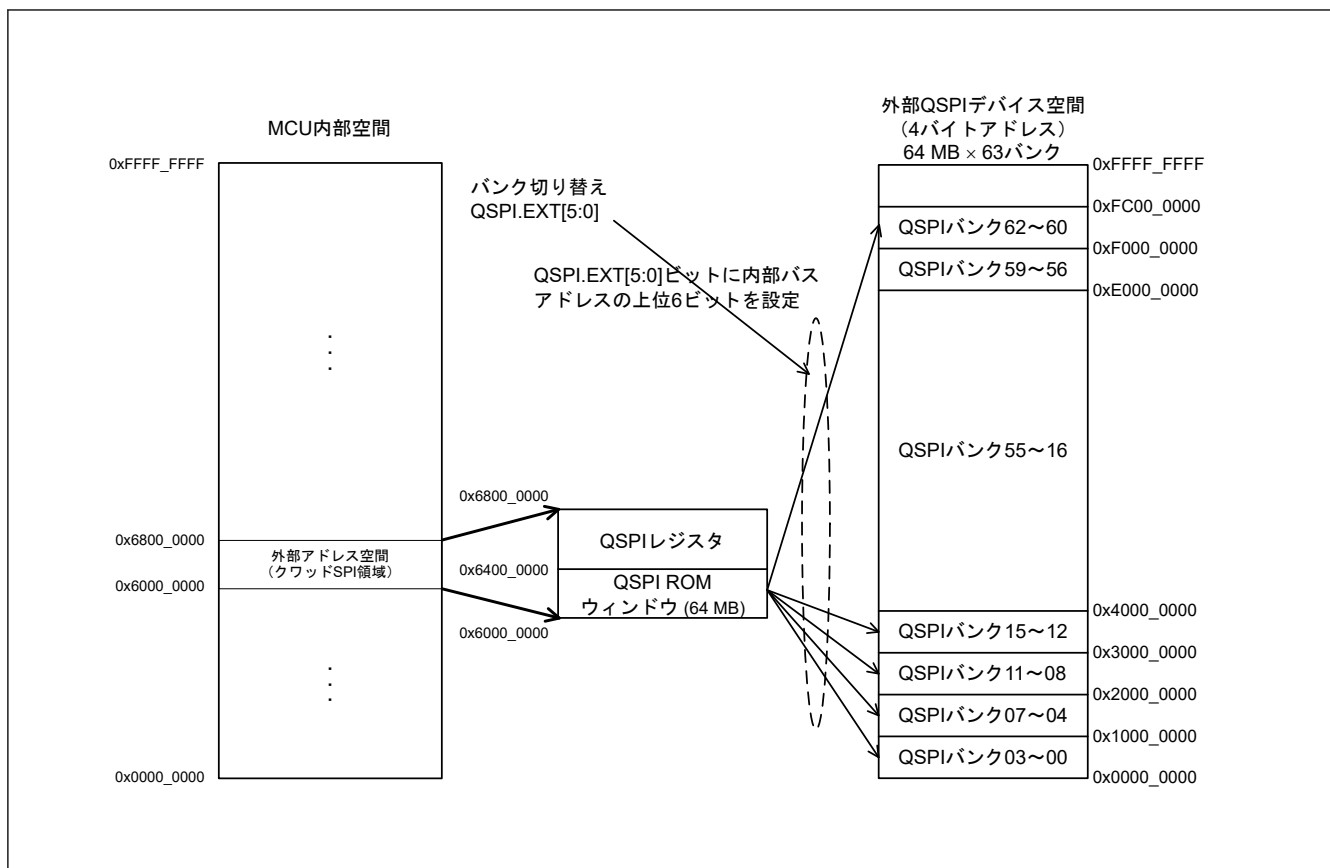 MCU内部空間
0xFFFF_FFFF
0x6800_0000
外部アドレス空間
（クワッドSPI領域）
0x6000_0000
0x0000_0000
バンク切り替え
QSPI.EXT[5:0]
QSPI.EXT[5:0]ビットに内部バス
アドレスの上位6ビットを設定
0x6800_0000
QSPIレジスタ
0x6400_0000
QSPI ROM
ウィンドウ (64 MB)
0x6000_0000
外部QSPIデバイス空間
（4バイトアドレス）
64 MB × 63バンク
0xFFFF_FFFF
0xFC00_0000
QSPIバンク62～60
0xF000_0000
QSPIバンク59～56
0xE000_0000
QSPIバンク55～16
0x4000_0000
QSPIバンク15～12
0x3000_0000
QSPIバンク11～08
0x2000_0000
QSPIバンク07～04
0x1000_0000
QSPIバンク03～00
0x0000_0000